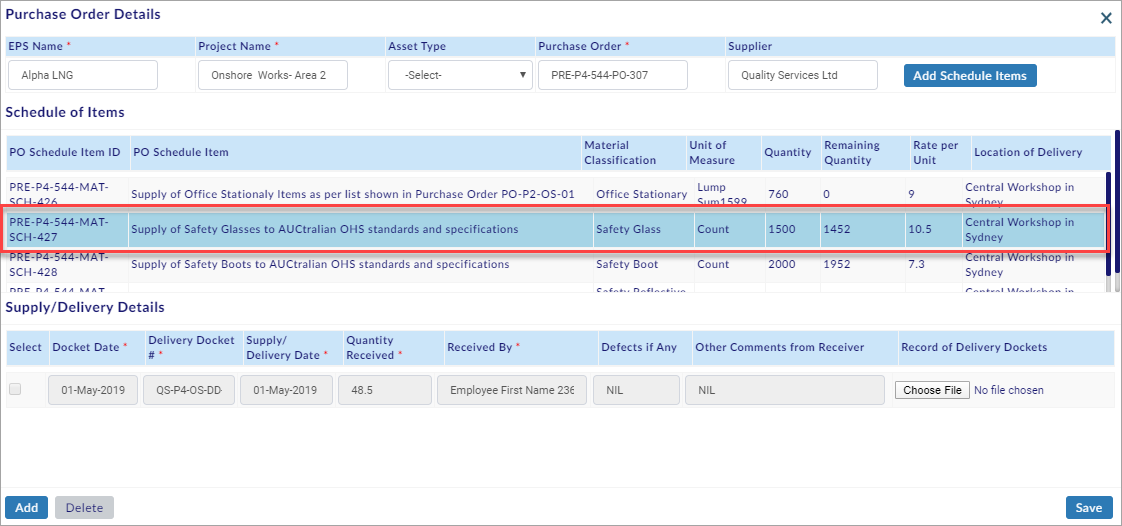 Purchase Order Details
EPS Name * Project Name * Asset Type Purchase Order * Supplier
Alpha LNG Onshore Works- Area 2 -Select- PRE-P4-544-PO-307 Quality Services Ltd Add Schedule Items
Schedule of Items
PO Schedule Item ID PO Schedule Item Material Classification Unit of Measure Quantity Remaining Quantity Rate per Unit Location of Delivery
PRE-P4-544-MAT-SCH-426 Supply of Office Stationaly Items as per list shown in Purchase Order PO-P2-OS-01 Office Stationary Lump Sum1599 760 0 9 Central Workshop in Sydney
PRE-P4-544-MAT-SCH-427 Supply of Safety Glasses to AUCtralian OHS standards and specifications Safety Glass Count 1500 1452 10.5 Central Workshop in Sydney
PRE-P4-544-MAT-SCH-428 Supply of Safety Boots to AUCtralian OHS standards and specifications Safety Boot Count 2000 1952 7.3 Central Workshop in Sydney
PRE-P4-544-MAT- Safety Reflective Central Workshop in
Supply/Delivery Details
Select Docket Date * Delivery Docket # * Supply/ Delivery Date * Quantity Received * Received By * Defects if Any Other Comments from Receiver Record of Delivery Dockets
01-May-2019 QS-P4-OS-DD 01-May-2019 48.5 Employee First Name 236 NIL NIL Choose File No file chosen
Add Delete Save